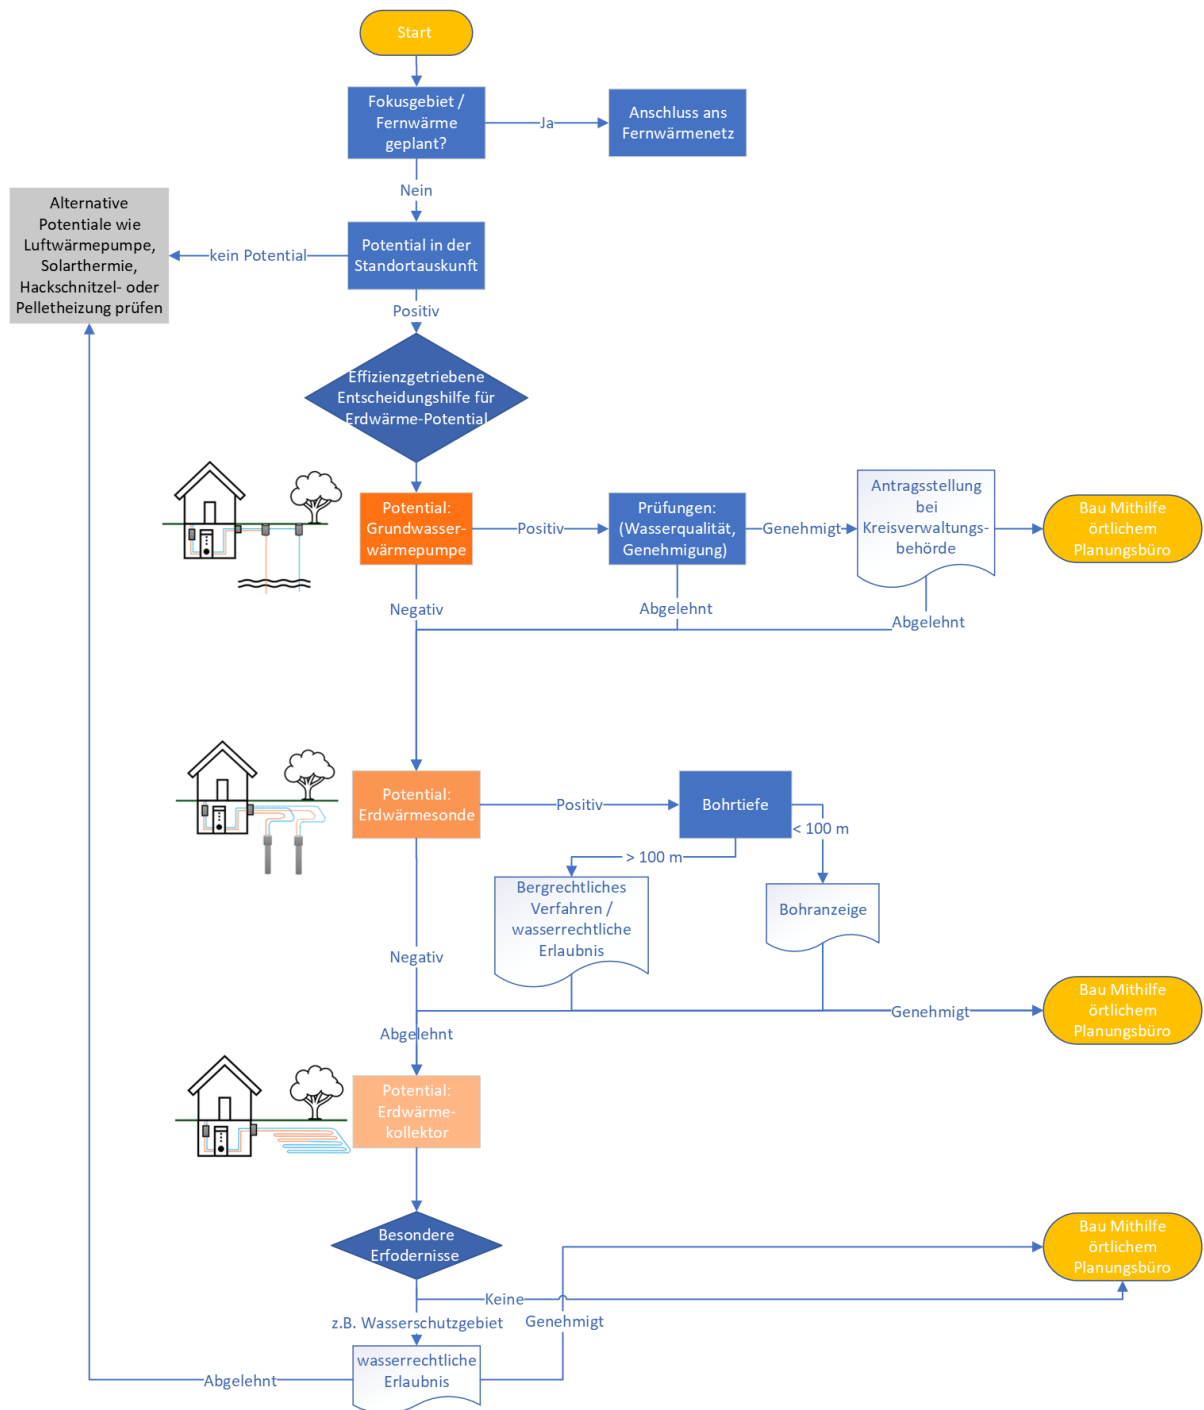 Start
Fokusgebiet /
Fernwärme
geplant?
Ja
Anschluss ans
Fernwärmenetz
Nein
Alternative
Potentiale wie
Luftwärmepumpe,
Solarthermie,
Hackschnitzel- oder
Pelletheizung prüfen
kein Potential
Potential in der
Standortauskunft
Positiv
Effizienzgetriebene
Entscheidungshilfe für
Erdwärme-Potential
Potential:
Grundwasser-
wärmepumpe
Positiv
Prüfungen:
(Wasserqualität,
Genehmigung)
Genehmigt
Antragsstellung
bei
Kreisverwaltungs-
behörde
Bau Mithilfe
örtlichem
Planungsbüro
Negativ
Abgelehnt
Abgelehnt
Potential:
Erdwärmesonde
Positiv
Bohrtiefe
< 100 m
> 100 m
Bergrechtliches
Verfahren /
wasserrechtliche
Erlaubnis
Bohranzeige
Negativ
Genehmigt
Bau Mithilfe
örtlichem
Planungsbüro
Abgelehnt
Potential:
Erdwärme-
kollektor
Besondere
Erfodernisse
Bau Mithilfe
örtlichem
Planungsbüro
Keine
z.B. Wasserschutzgebiet
Genehmigt
wasserrechtliche
Erlaubnis
Abgelehnt